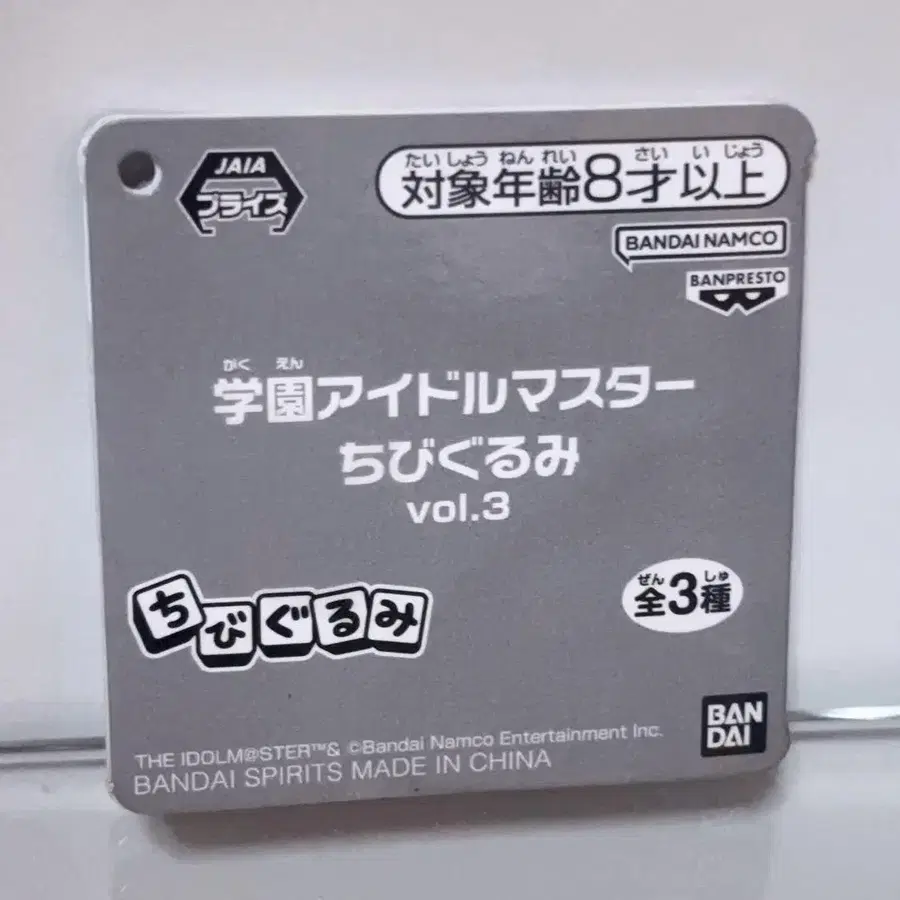 JAIA
プライズ
たいしょうねんれい さい い じょう
対象年齢8才以上
BANDAI NAMCO
BANPRESTO
がく えん
学園アイドルマスター
ちびぐるみ
vol.3
ちびぐるみ
ぜん しゅ
全3種
BAN
DAI
THE IDOLM@STER™& ©Bandai Namco Entertainment Inc.
BANDAI SPIRITS MADE IN CHINA